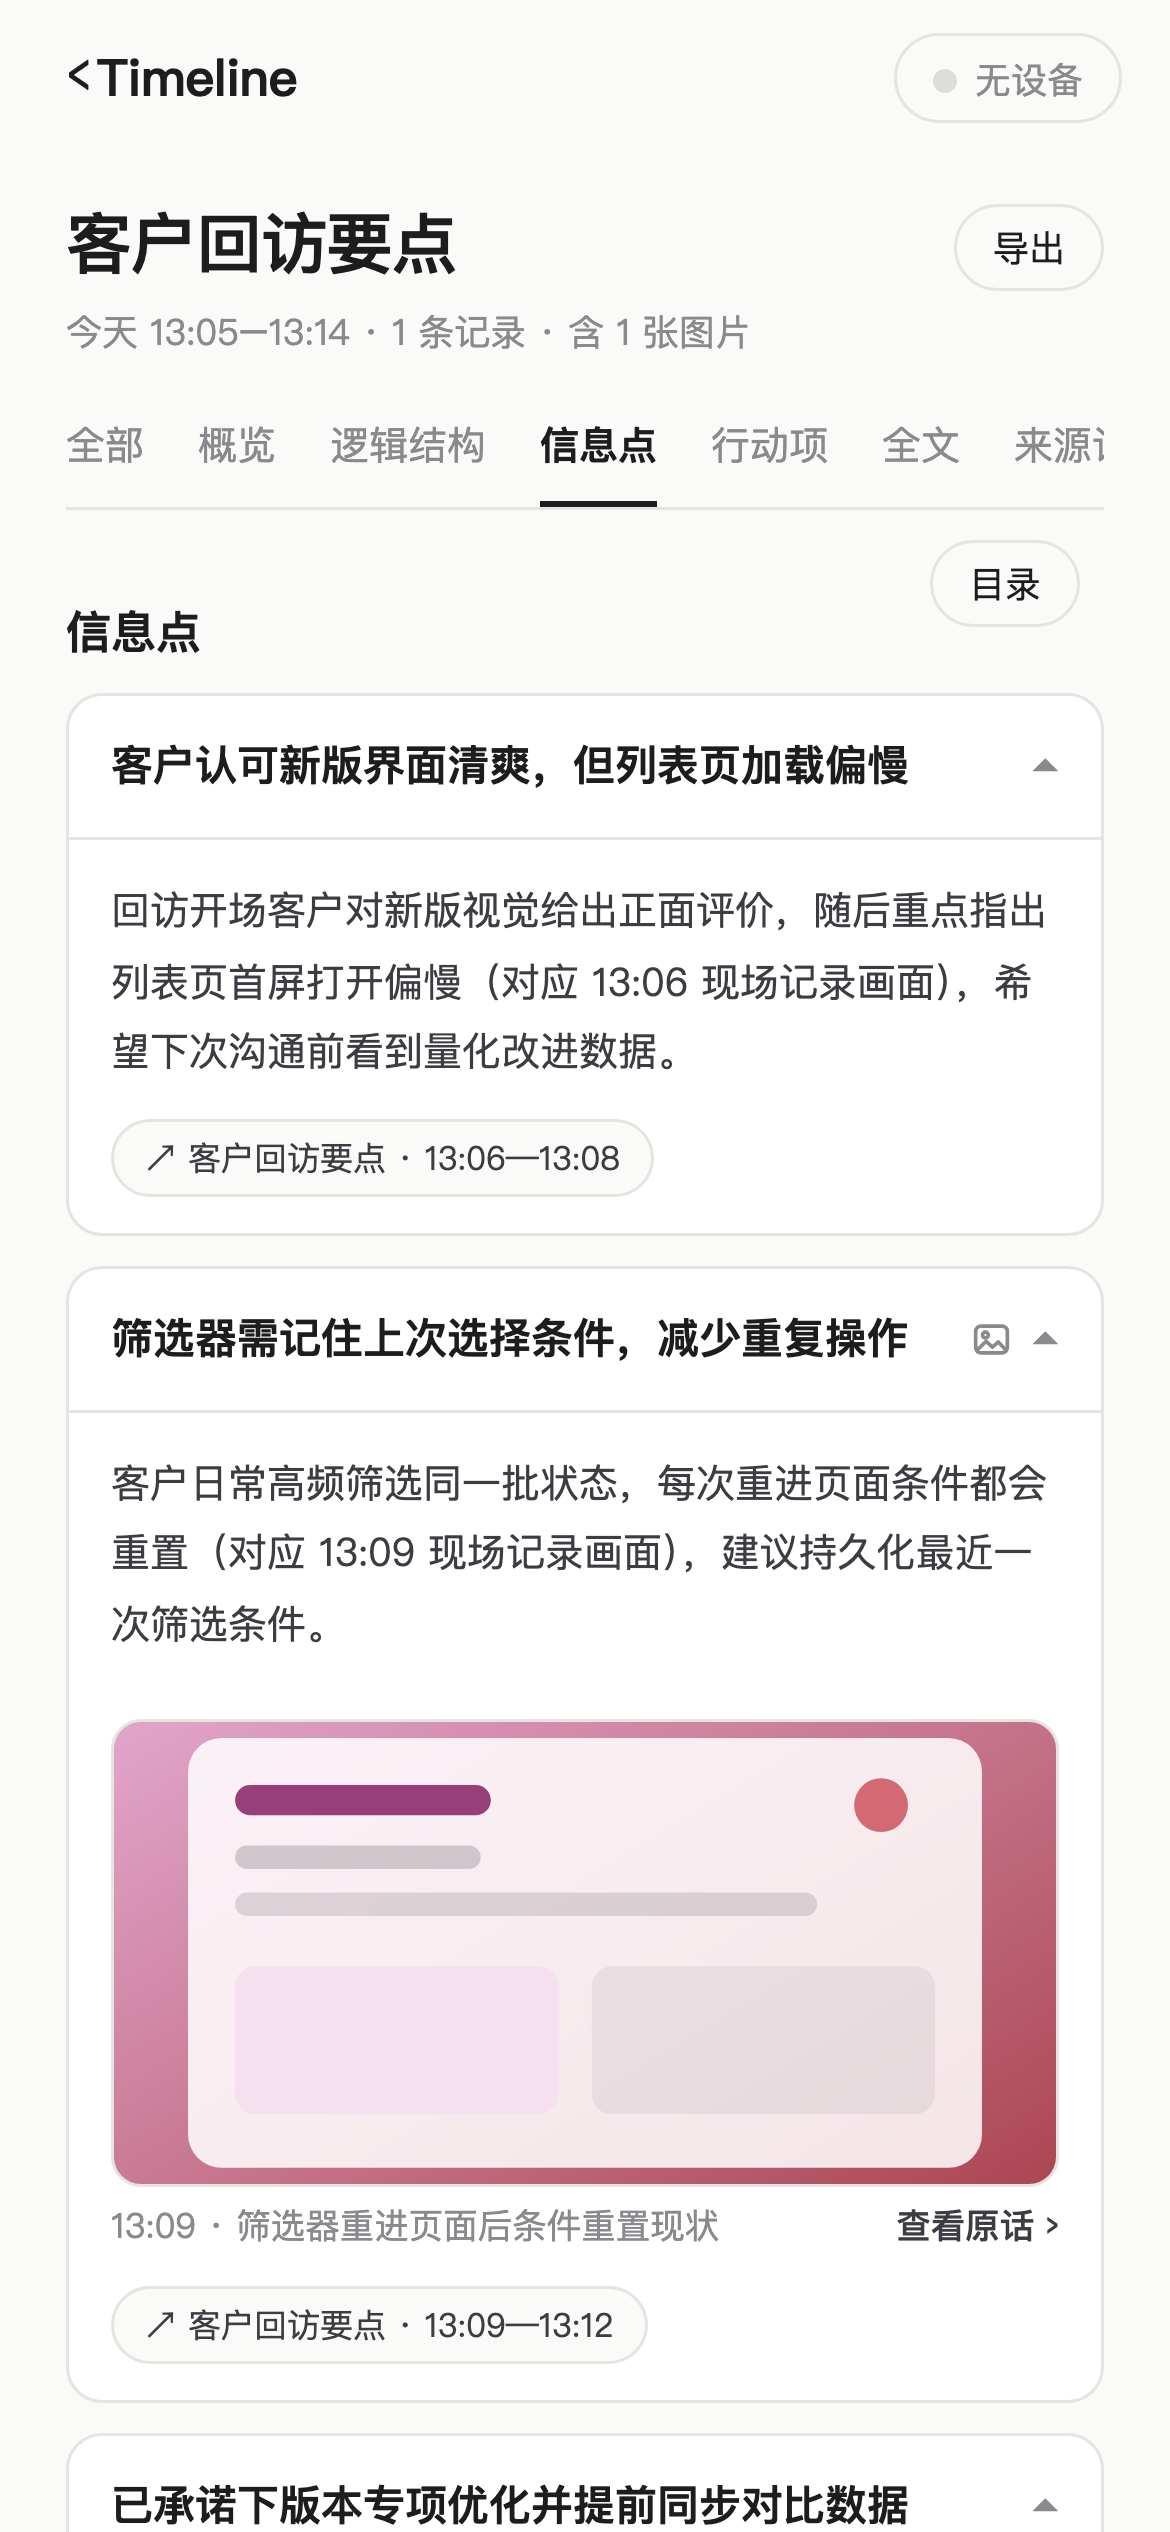 < Timeline
无设备
客户回访要点
导出
今天 13:05–13:14 · 1 条记录 · 含 1 张图片
全部 概览 逻辑结构 信息点 行动项 全文 来源
目录
信息点
客户认可新版界面清爽，但列表页加载偏慢
回访开场客户对新版视觉给出正面评价，随后重点指出
列表页首屏打开偏慢（对应 13:06 现场记录画面），希
望下次沟通前看到量化改进数据。
↗ 客户回访要点 · 13:06—13:08
筛选器需记住上次选择条件，减少重复操作
客户日常高频筛选同一批状态，每次重进页面条件都会
重置（对应 13:09 现场记录画面），建议持久化最近一
次筛选条件。
13:09 · 筛选器重进页面后条件重置现状
查看原话 ›
↗ 客户回访要点 · 13:09—13:12
已承诺下版本专项优化并提前同步对比数据